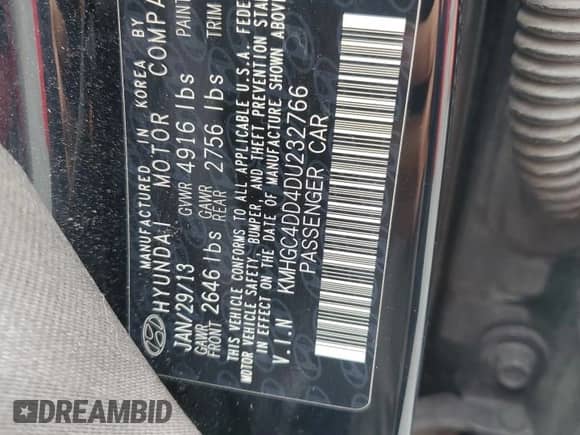 MANUFACTURED IN KOREA BY
HYUNDAI MOTOR COMPA
JAN/29/13 GVWR 4916 lbs PAINT
GAWR FRONT 2646 lbs GAWR REAR 2756 lbs TRIM
THIS VEHICLE CONFORMS TO ALL APPLICABLE U.S.A. FEDE
MOTOR VEHICLE SAFETY, BUMPER, AND THEFT PREVENTION STAN
IN EFFECT ON THE DATE OF MANUFACTURE SHOWN ABOVE
V.I.N KMHGC4DD4DU232766
PASSENGER CAR
DREAMBID